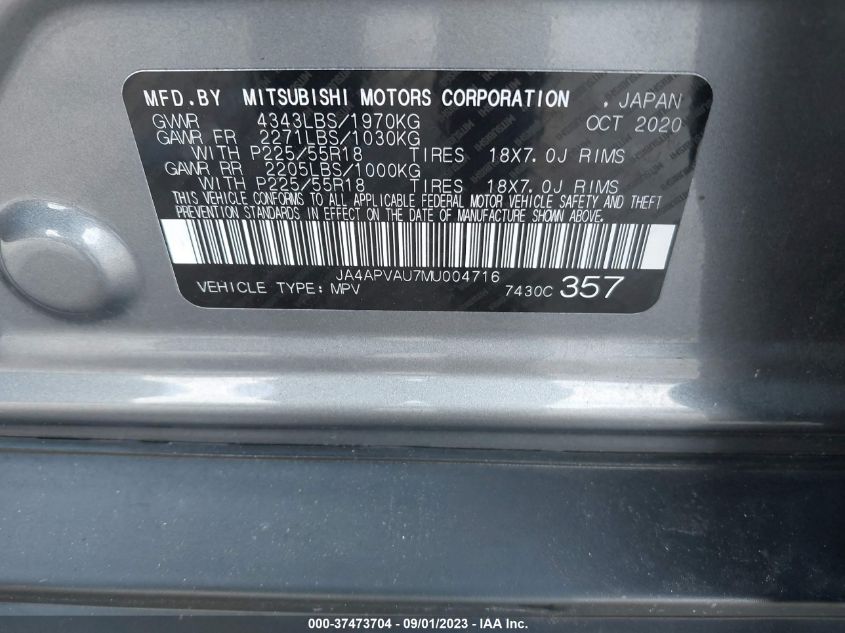 MFD.BY MITSUBISHI MOTORS CORPORATION . JAPAN
GVWR 4343LBS/1970KG OCT 2020
GAWR FR 2271LBS/1030KG
WITH P225/55R18 TIRES 18X7.0J RIMS
GAWR RR 2205LBS/1000KG
WITH P225/55R18 TIRES 18X7.0J RIMS
THIS VEHICLE CONFORMS TO ALL APPLICABLE FEDERAL MOTOR VEHICLE SAFETY AND THEFT
PREVENTION STANDARDS IN EFFECT ON THE DATE OF MANUFACTURE SHOWN ABOVE.
JA4APVAU7MU004716
VEHICLE TYPE: MPV 7430C 357
000-37473704 - 09/01/2023 - IAA Inc.